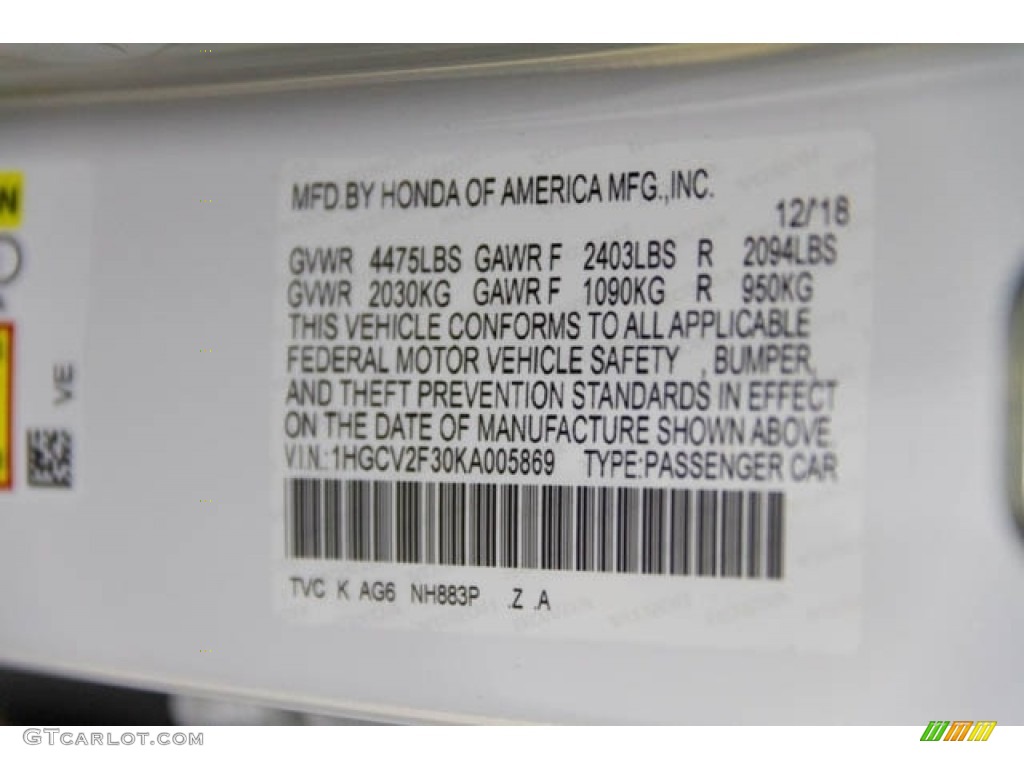 MFD.BY HONDA OF AMERICA MFG.,INC.
12/'18
GVWR 4475LBS GAWR F 2403LBS R 2094LBS
GVWR 2030KG GAWR F 1090KG R 950KG
THIS VEHICLE CONFORMS TO ALL APPLICABLE
FEDERAL MOTOR VEHICLE SAFETY , BUMPER,
AND THEFT PREVENTION STANDARDS IN EFFECT
ON THE DATE OF MANUFACTURE SHOWN ABOVE.
V.I.N.:1HGCV2F30KA005869 TYPE:PASSENGER CAR
TVC K AG6 NH883P .Z .A
VE
GTCARLOT.COM